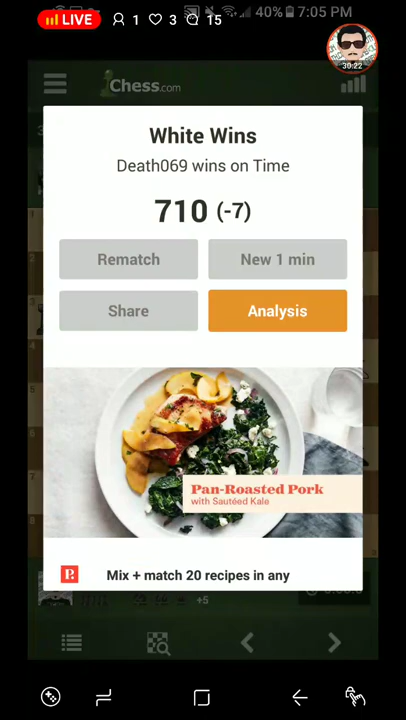 LIVE 1 3 15 40% 7:05 PM
30:22
Chess.com
White Wins
Death069 wins on Time
710 (-7)
Rematch
New 1 min
Share
Analysis
Pan-Roasted Pork
with Sautéed Kale
P.
Mix + match 20 recipes in any
+5